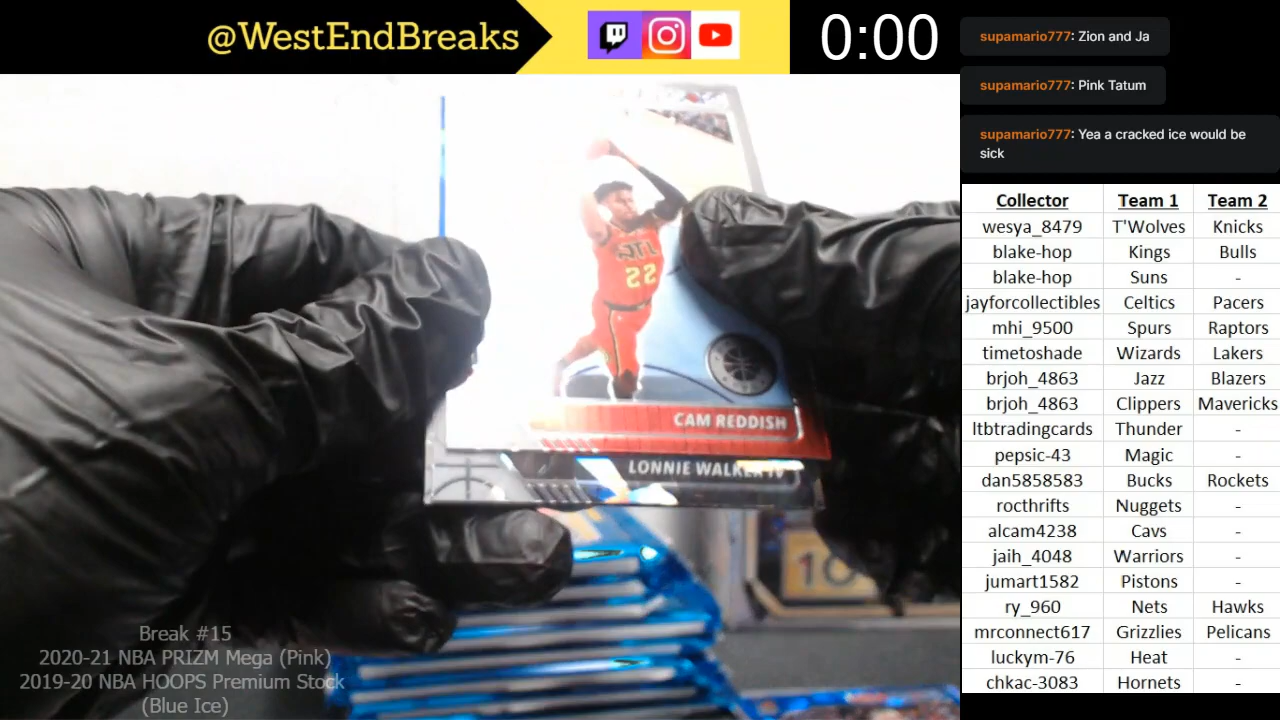 @WestEndBreaks
0:00
supamario777: Zion and Ja
supamario777: Pink Tatum
supamario777: Yea a cracked ice would be
sick
Collector Team 1 Team 2
wesya_8479 T'Wolves Knicks
blake-hop Kings Bulls
blake-hop Suns -
jayforcollectibles Celtics Pacers
mhi_9500 Spurs Raptors
timetoshade Wizards Lakers
brjoh_4863 Jazz Blazers
brjoh_4863 Clippers Mavericks
ltbtradingcards Thunder -
pepsic-43 Magic -
dan5858583 Bucks Rockets
rocthrifts Nuggets -
alcam4238 Cavs -
jaih_4048 Warriors -
jumart1582 Pistons -
ry_960 Nets Hawks
mrconnect617 Grizzlies Pelicans
luckym-76 Heat -
chkac-3083 Hornets -
ATL
22
CAM REDDISH
LONNIE WALKER IV
10
Break #15
2020-21 NBA PRIZM Mega (Pink)
2019-20 NBA HOOPS Premium Stock
(Blue Ice)